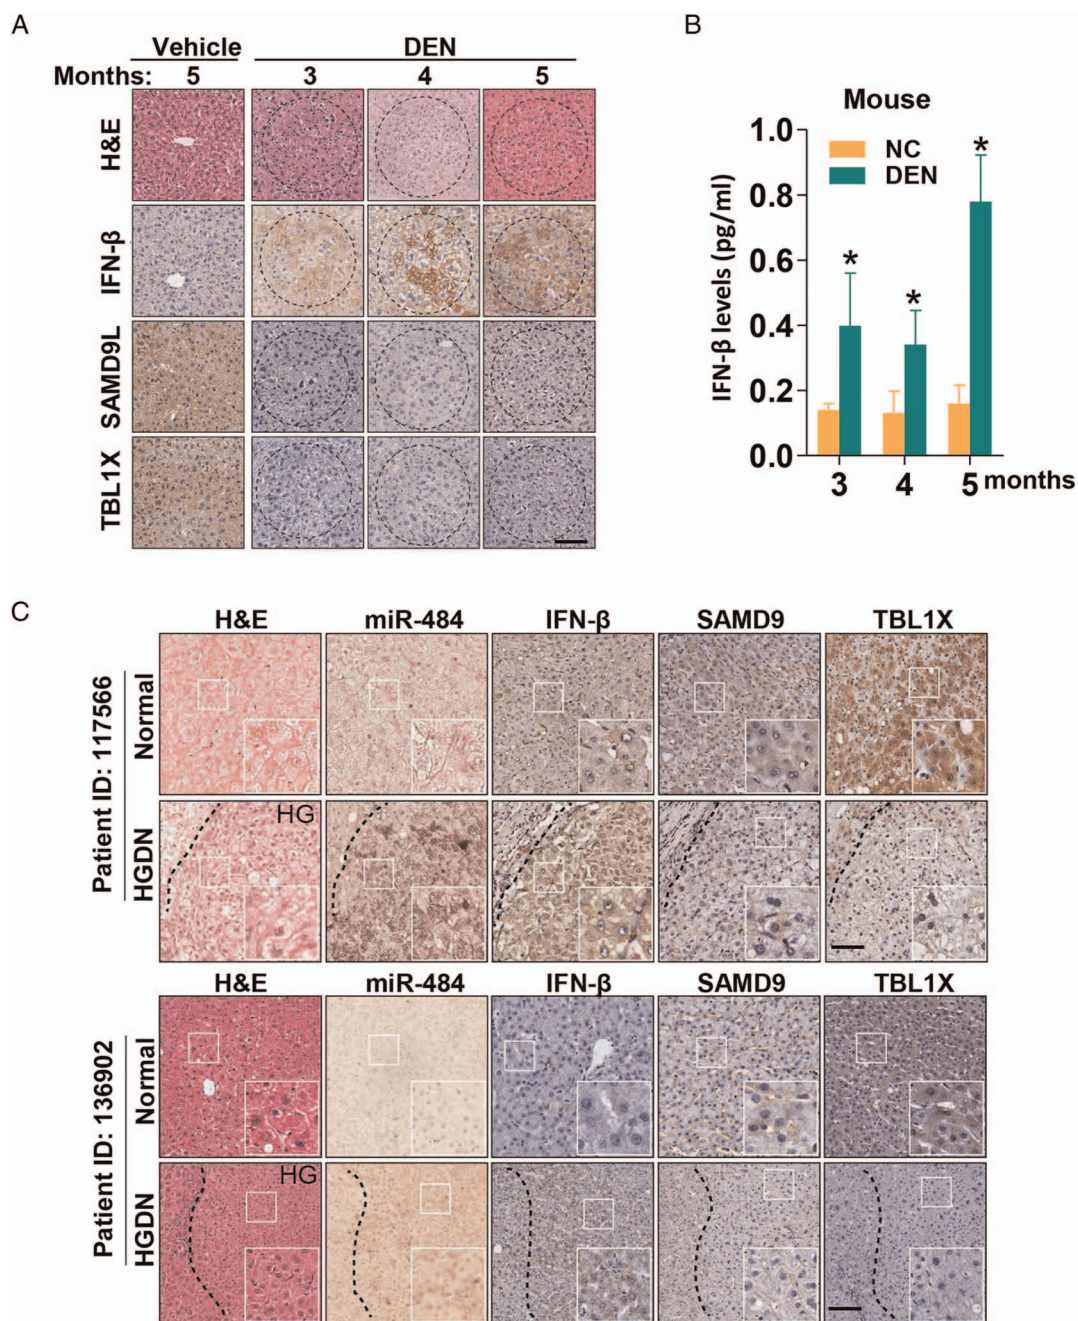 A
Vehicle DEN
Months: 5 3 4 5
H&E
IFN-β
SAMD9L
TBL1X
B
Mouse
NC
DEN
IFN-β levels (pg/ml)
1.0
0.8
0.6
0.4
0.2
0.0
* * *
3 4 5 months
C
H&E miR-484 IFN-β SAMD9 TBL1X
Patient ID: 117566
Normal
HGDN
HG
H&E miR-484 IFN-β SAMD9 TBL1X
Patient ID: 136902
Normal
HGDN
HG